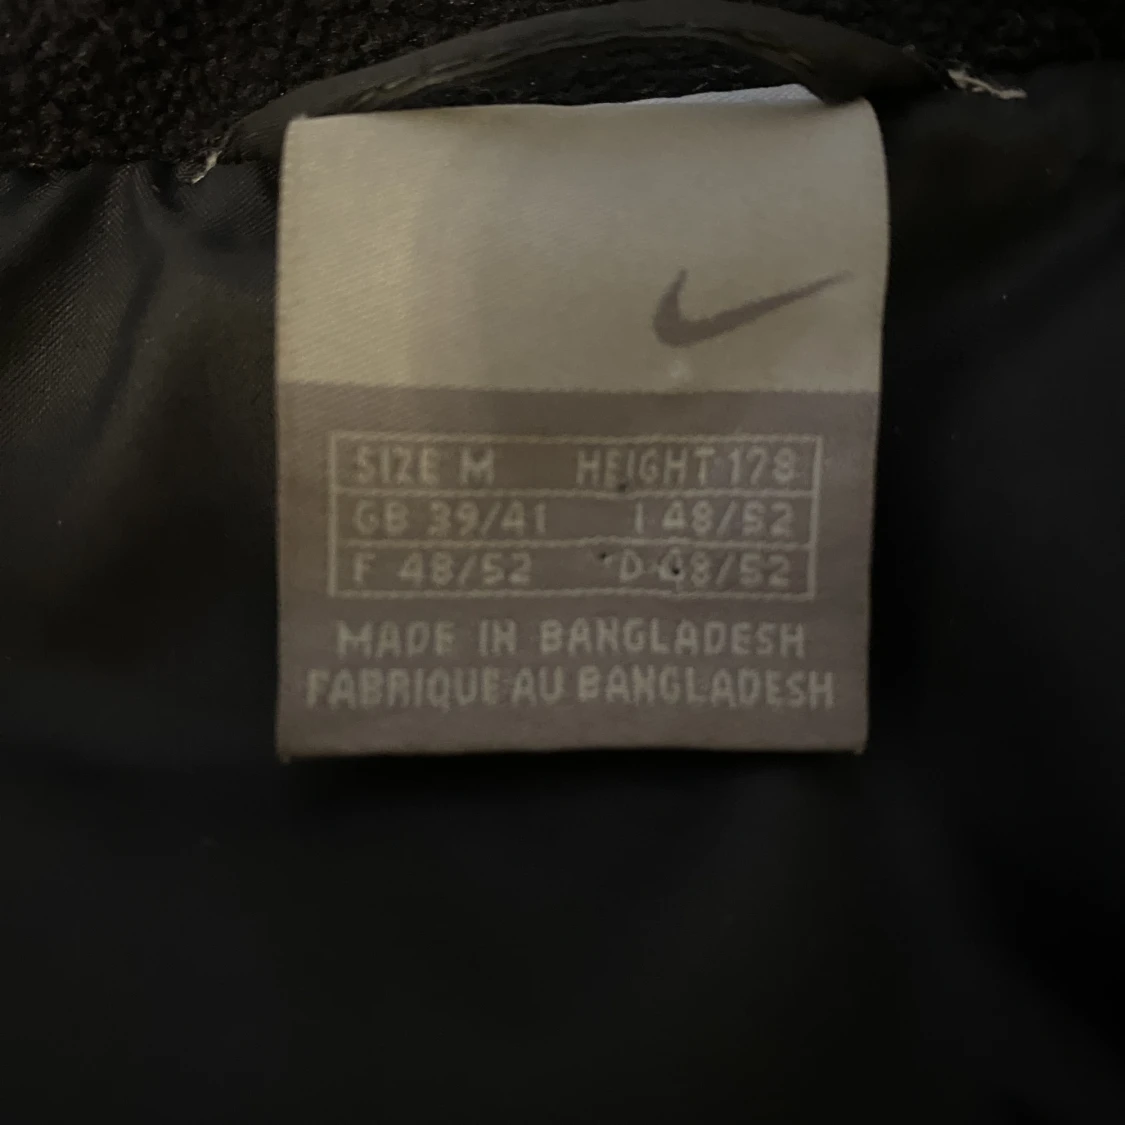 SIZE M HEIGHT 178
GB 39/41 I 48/52
F 48/52 D 48/52
MADE IN BANGLADESH
FABRIQUE AU BANGLADESH